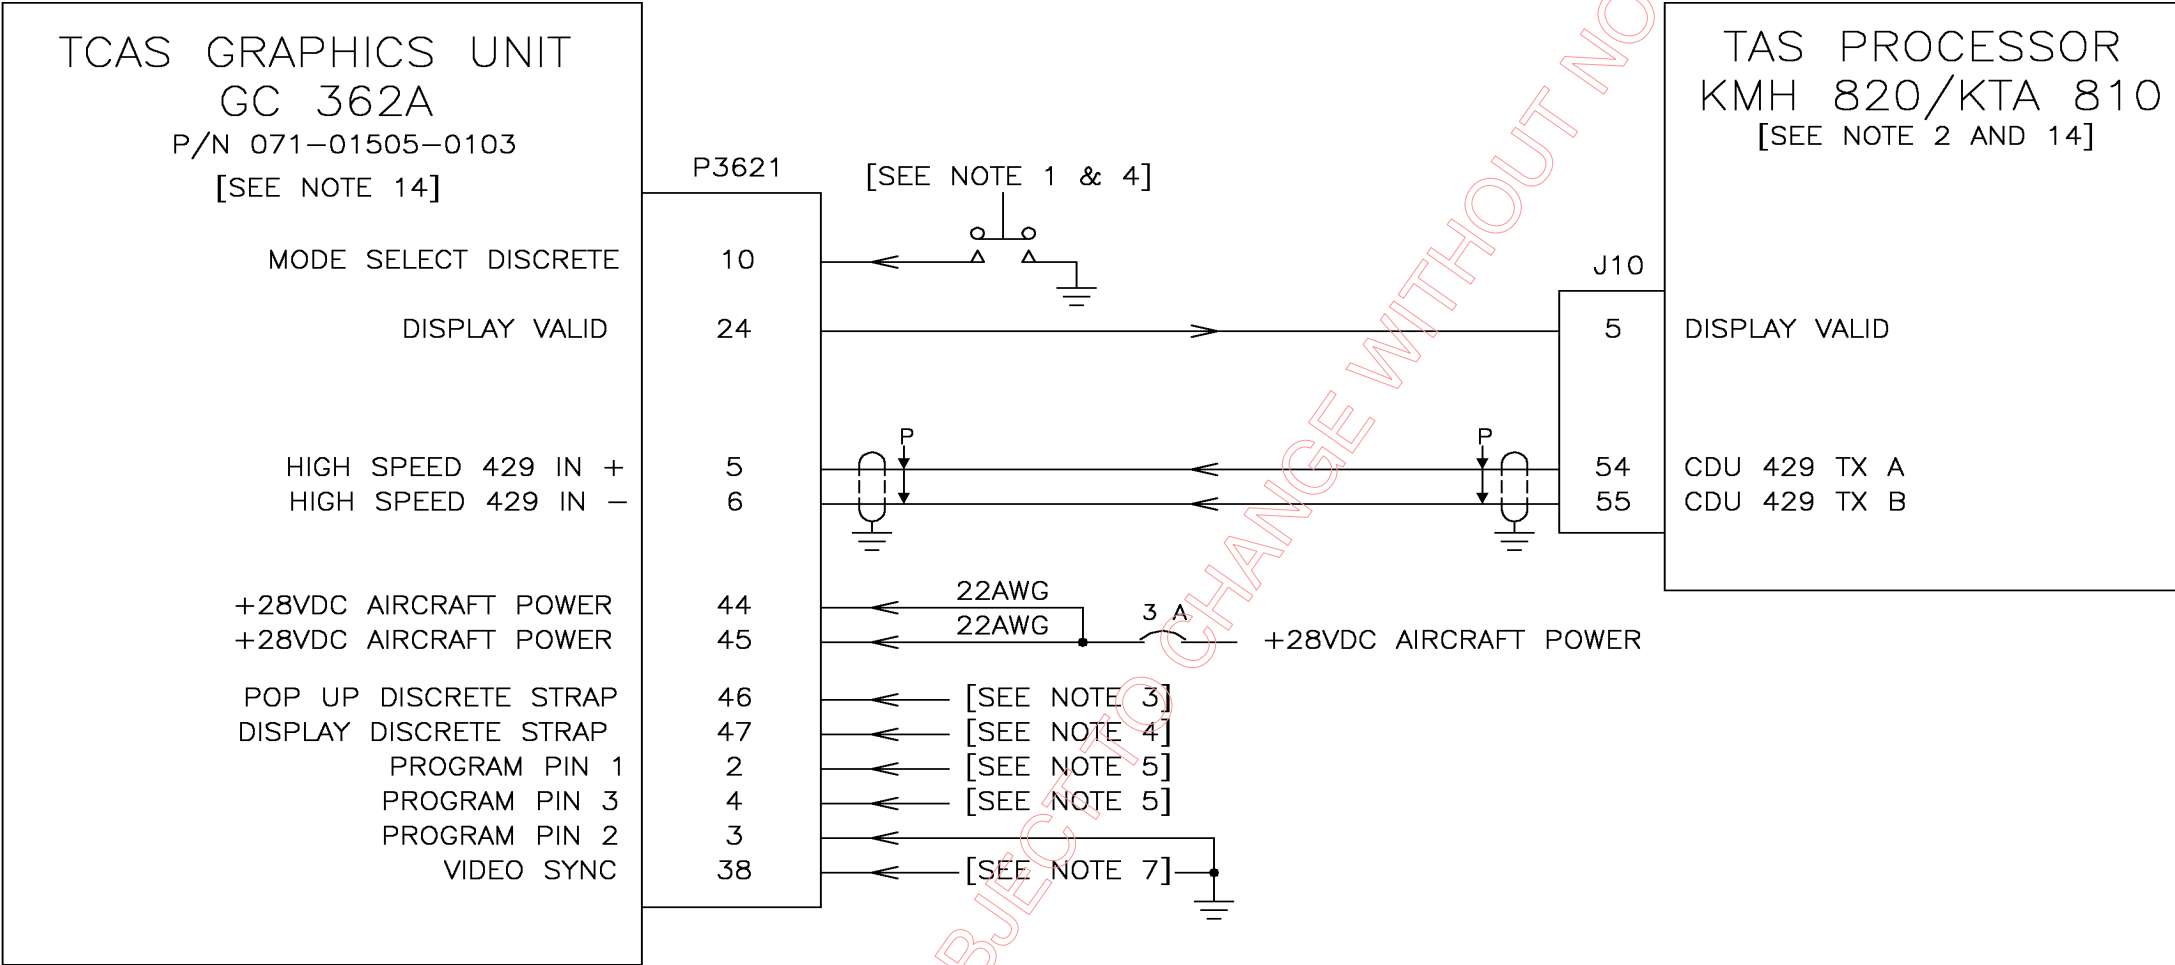 TCAS GRAPHICS UNIT
GC 362A
P/N 071-01505-0103
[SEE NOTE 14]
P3621
[SEE NOTE 1 & 4]
TAS PROCESSOR
KMH 820/KTA 810
[SEE NOTE 2 AND 14]
J10
MODE SELECT DISCRETE 10
DISPLAY VALID 24
5 DISPLAY VALID
P
P
HIGH SPEED 429 IN + 5
54 CDU 429 TX A
HIGH SPEED 429 IN - 6
55 CDU 429 TX B
+28VDC AIRCRAFT POWER 44 22AWG
+28VDC AIRCRAFT POWER 45 22AWG 3 A +28VDC AIRCRAFT POWER
POP UP DISCRETE STRAP 46 [SEE NOTE 3]
DISPLAY DISCRETE STRAP 47 [SEE NOTE 4]
PROGRAM PIN 1 2 [SEE NOTE 5]
PROGRAM PIN 3 4 [SEE NOTE 5]
PROGRAM PIN 2 3
VIDEO SYNC 38 [SEE NOTE 7]
BJECT TO CHANGE WITHOUT NO